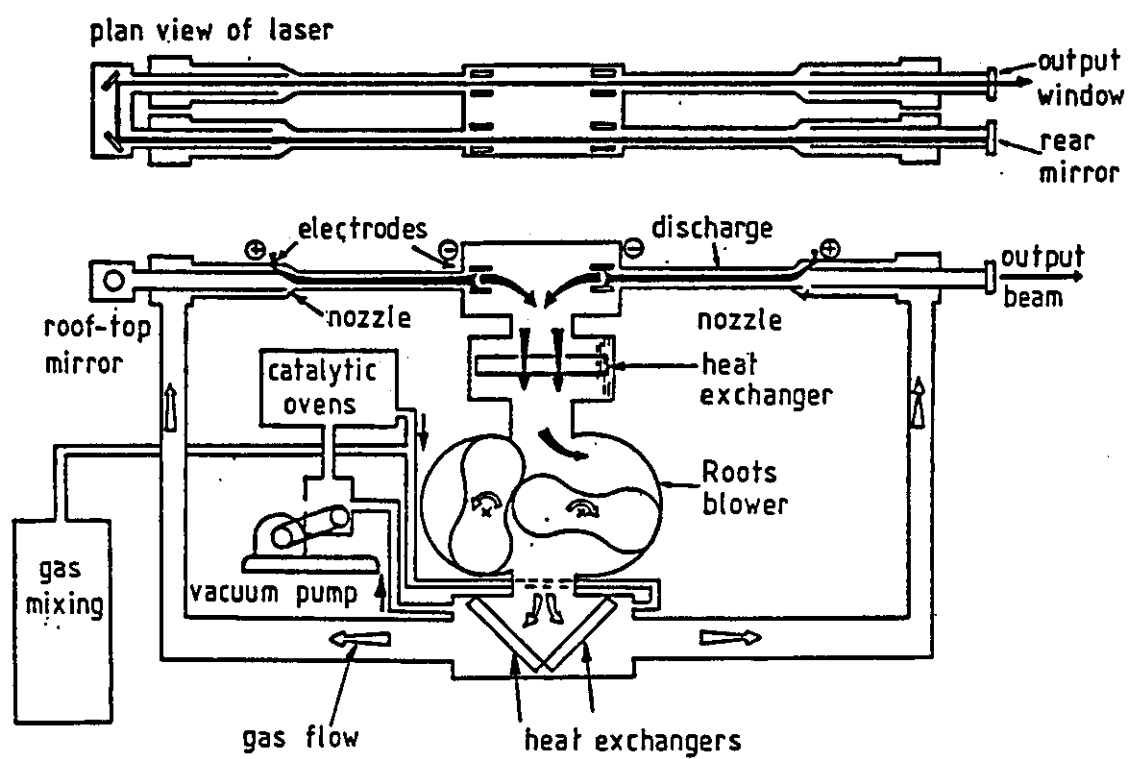 plan view of laser
output
window
rear
mirror
electrodes
discharge
⊕
⊖
⊖
⊕
output
beam
roof-top
mirror
nozzle
nozzle
heat
exchanger
catalytic
ovens
Roots
blower
gas
mixing
vacuum pump
gas flow
heat exchangers